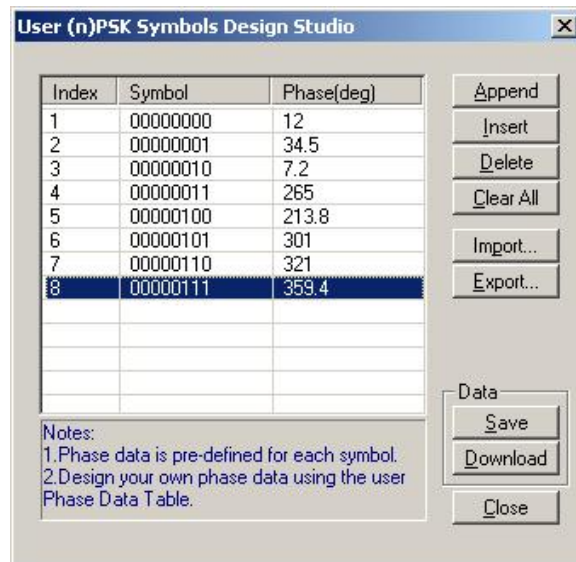 User (n)PSK Symbols Design Studio
Index Symbol Phase(deg)
1 00000000 12
2 00000001 34.5
3 00000010 7.2
4 00000011 265
5 00000100 213.8
6 00000101 301
7 00000110 321
8 00000111 359.4
Append
Insert
Delete
Clear All
Import...
Export...
Data
Save
Download
Close
Notes:
1.Phase data is pre-defined for each symbol.
2.Design your own phase data using the user
Phase Data Table.